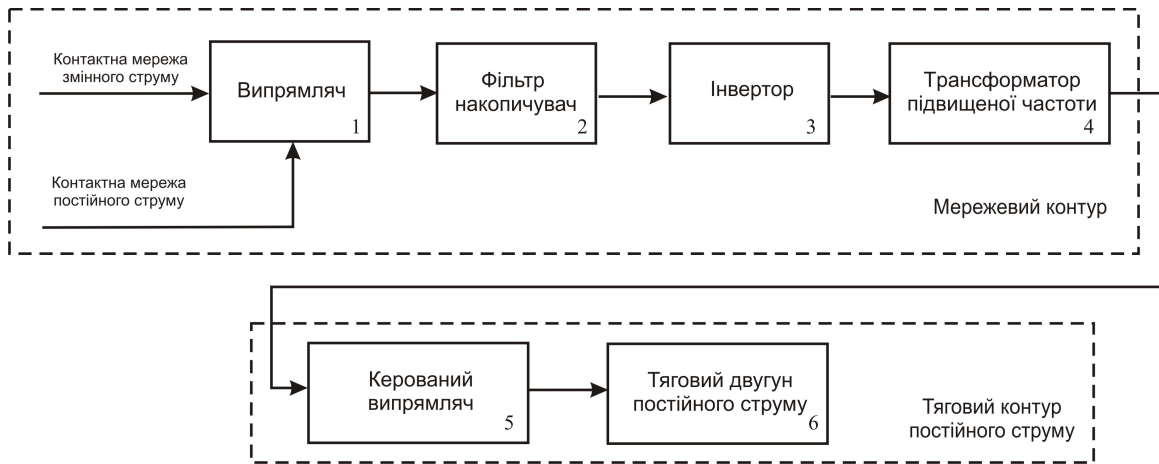 Контактна мережа
змінного струму
Випрямляч
1
Фільтр
накопичувач
2
Інвертор
3
Трансформатор
підвищеної частоти
4
Контактна мережа
постійного струму
Мережевий контур
Керований
випрямляч
5
Тяговий двугун
постійного струму
6
Тяговий контур
постійного струму